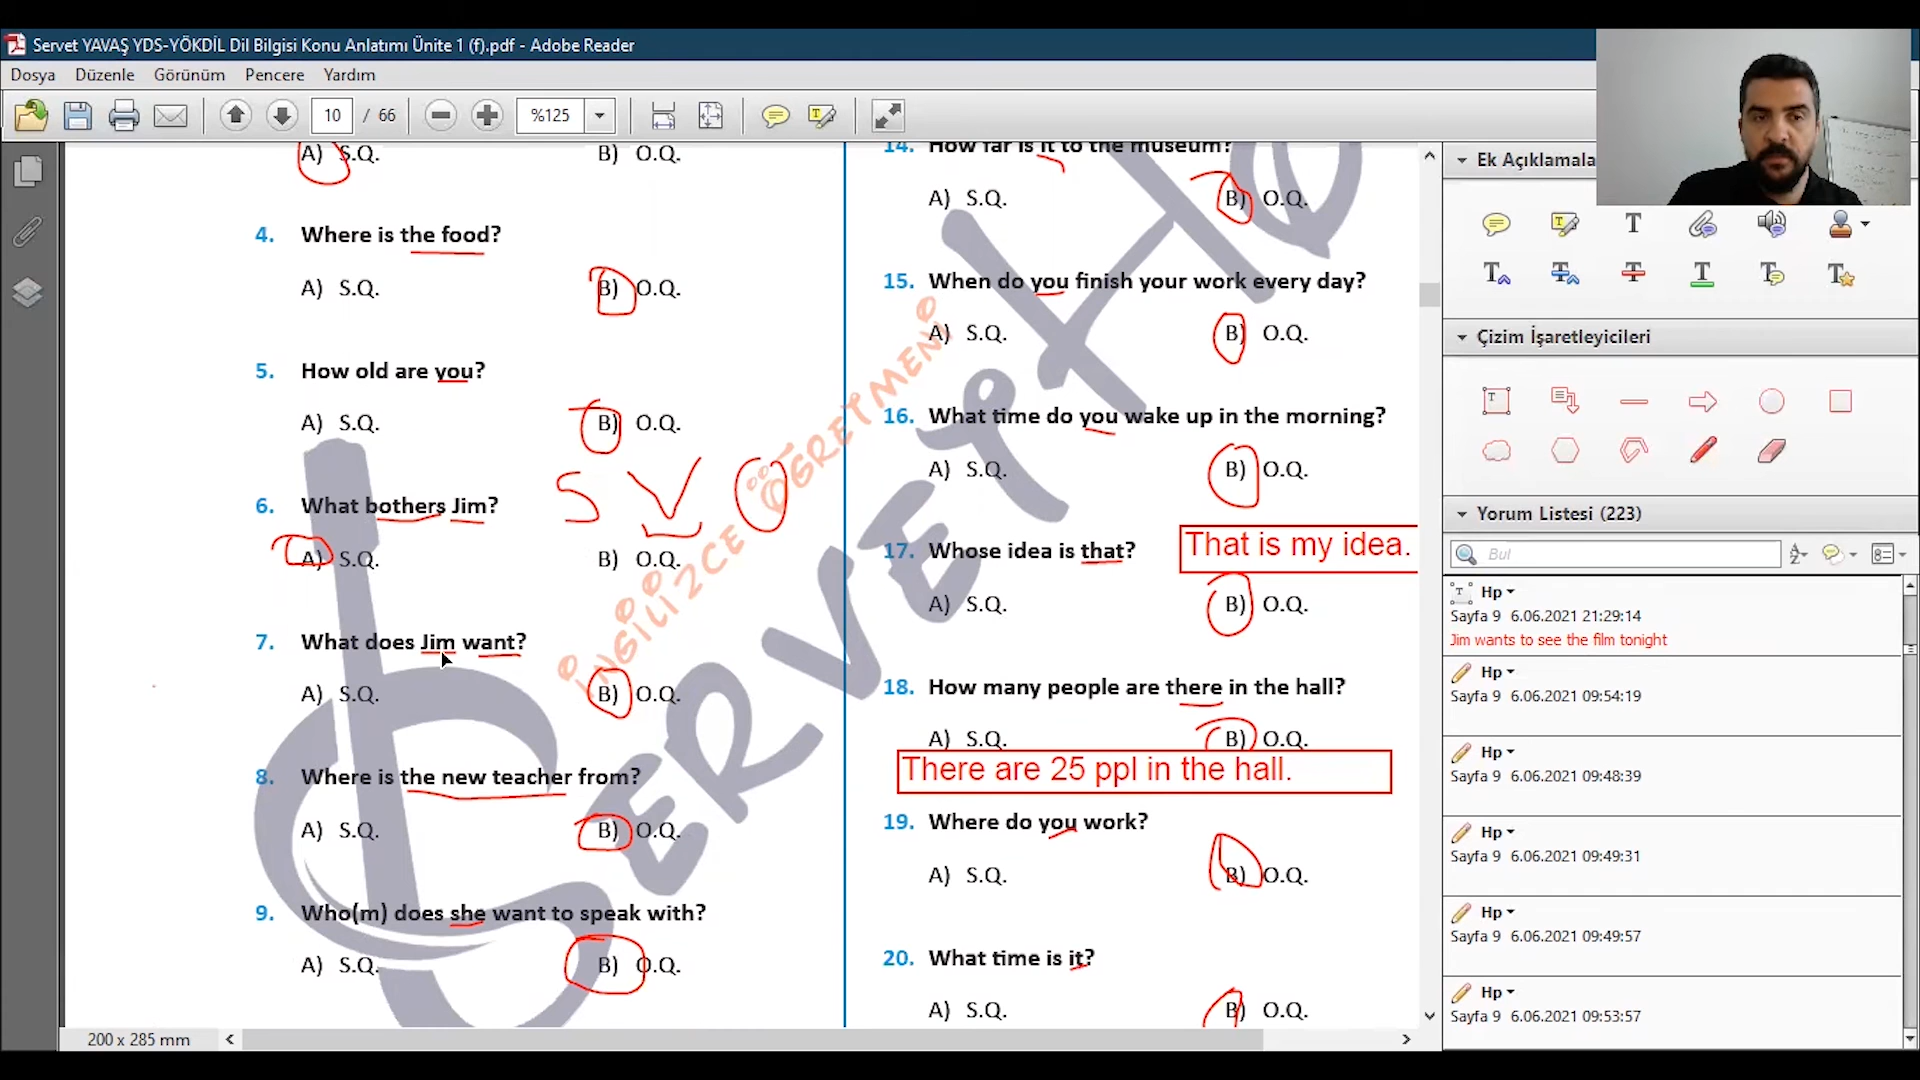 Servet YAVAŞ YDS-YÖKDİL Dil Bilgisi Konu Anlatımı Ünite 1 (f).pdf - Adobe Reader
Dosya Düzenle Görünüm Pencere Yardım
10 / 66 %125
A) S.Q. B) O.Q.
4. Where is the food?
A) S.Q. B) O.Q.
5. How old are you?
A) S.Q. B) O.Q.
6. What bothers Jim? S V O
A) S.Q. B) O.Q.
7. What does Jim want?
A) S.Q. B) O.Q.
8. Where is the new teacher from?
A) S.Q. B) O.Q.
9. Who(m) does she want to speak with?
A) S.Q. B) O.Q.
14. How far is it to the museum?
A) S.Q. B) O.Q.
15. When do you finish your work every day?
A) S.Q. B) O.Q.
16. What time do you wake up in the morning?
A) S.Q. B) O.Q.
17. Whose idea is that? That is my idea.
A) S.Q. B) O.Q.
18. How many people are there in the hall?
A) S.Q. B) O.Q.
There are 25 ppl in the hall.
19. Where do you work?
A) S.Q. B) O.Q.
20. What time is it?
A) S.Q. B) O.Q.
İNGİLİZCE ÖĞRETMENİ
SERVET HO
200 x 285 mm
Ek Açıklamala
Çizim İşaretleyicileri
Yorum Listesi (223)
Bul
Hp
Sayfa 9 6.06.2021 21:29:14
Jim wants to see the film tonight
Hp
Sayfa 9 6.06.2021 09:54:19
Hp
Sayfa 9 6.06.2021 09:48:39
Hp
Sayfa 9 6.06.2021 09:49:31
Hp
Sayfa 9 6.06.2021 09:49:57
Hp
Sayfa 9 6.06.2021 09:53:57